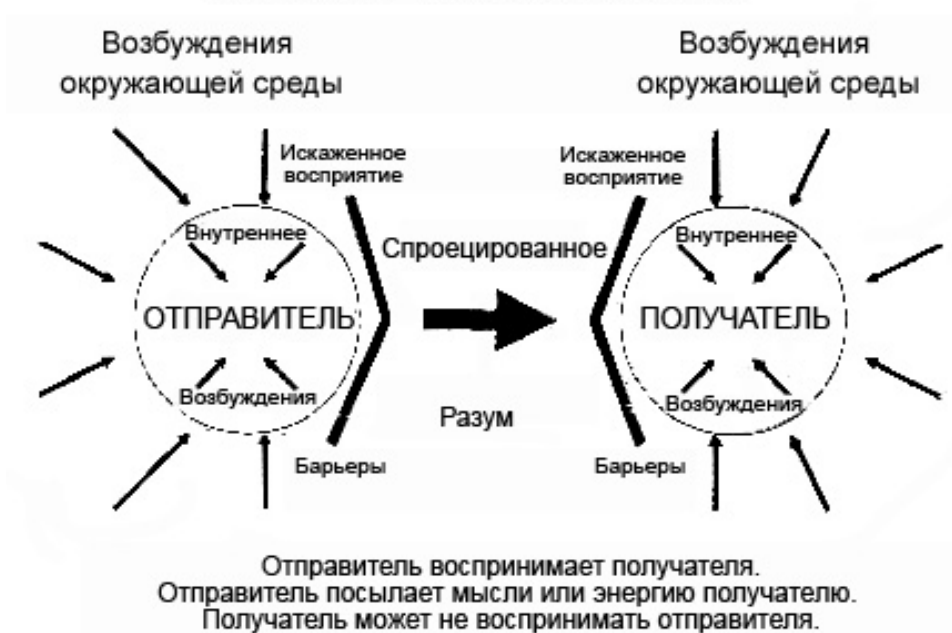 Возбуждения
окружающей среды
Возбуждения
окружающей среды
Искаженное
восприятие
Искаженное
восприятие
Внутреннее
Спроецированное
Внутреннее
ОТПРАВИТЕЛЬ
ПОЛУЧАТЕЛЬ
Возбуждения
Разум
Возбуждения
Барьеры
Барьеры
Отправитель воспринимает получателя.
Отправитель посылает мысли или энергию получателю.
Получатель может не воспринимать отправителя.